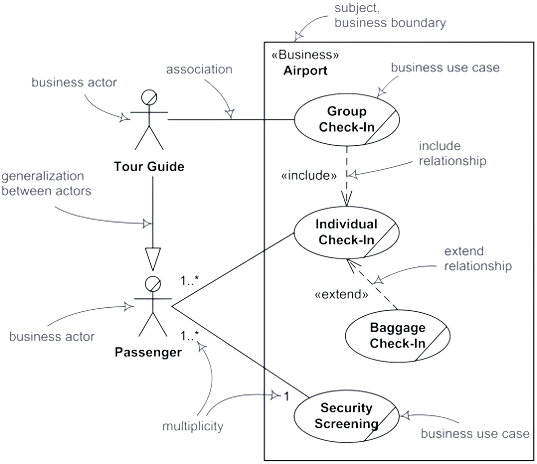 subject,
business boundary
«Business»
Airport
association
business use case
business actor
Group
Check-In
Tour Guide
«include»
include
relationship
generalization
between actors
Individual
Check-In
1..*
extend
relationship
«extend»
business actor
1..*
Passenger
Baggage
Check-In
multiplicity
1
Security
Screening
business use case